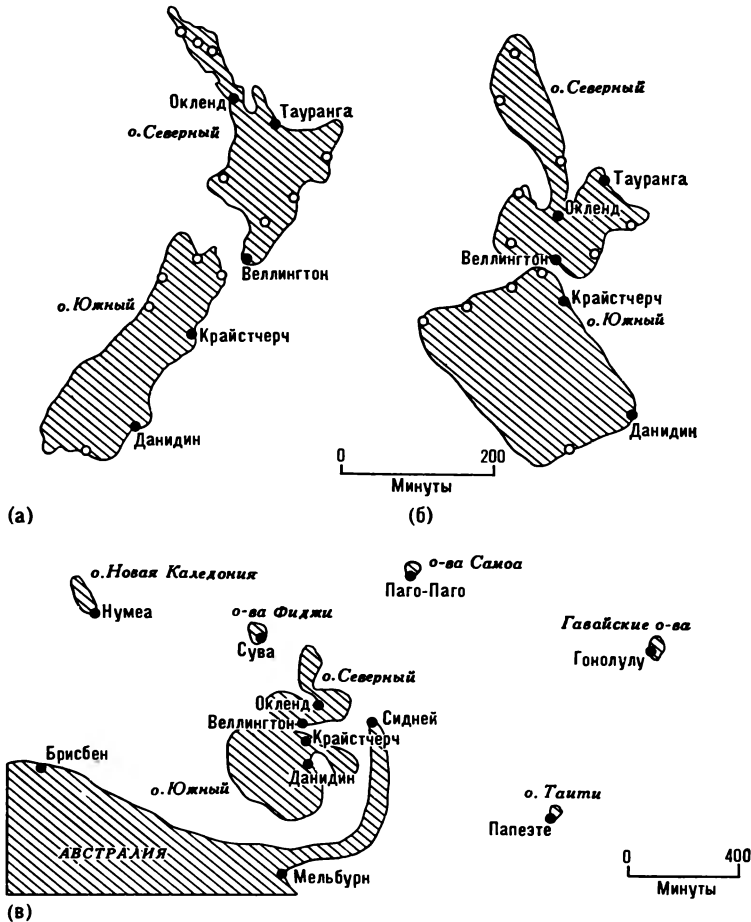 Окленд
Тауранга
о. Северный
Веллингтон
о. Южный
Крайстчерч
Данидин
(а)
о. Северный
Тауранга
Окленд
Веллингтон
Крайстчерч
о. Южный
Данидин
0 200
Минуты
(б)
о. Новая Каледония
Нумеа
о-ва Фиджи
Сува
о-ва Самоа
Паго-Паго
Гавайские о-ва
Гонолулу
о. Северный
Окленд
Веллингтон
Сидней
Крайстчерч
Данидин
о. Южный
Брисбен
АВСТРАЛИЯ
Мельбурн
о. Таити
Папеэте
0 400
Минуты
(в)